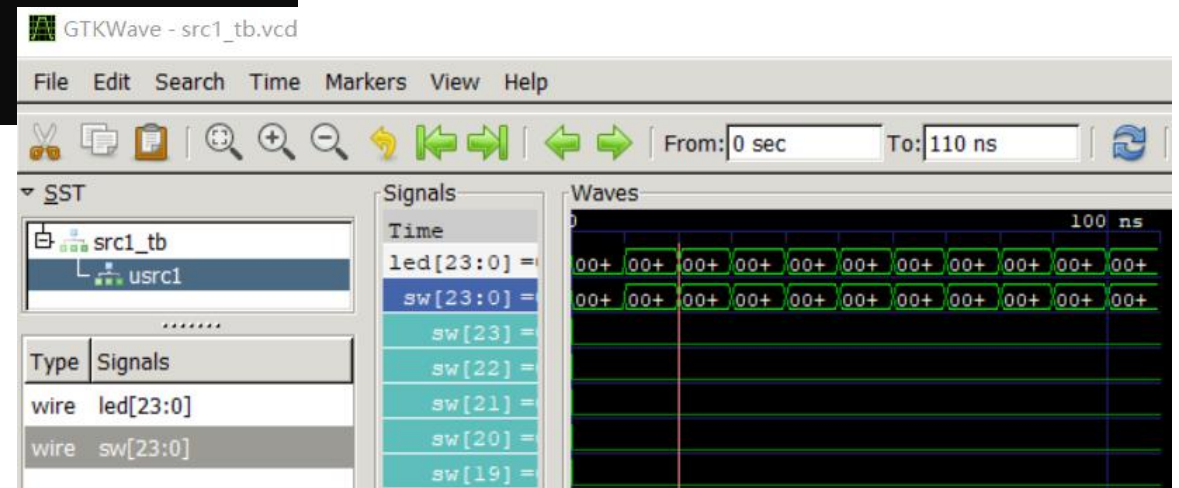 GTKWave - src1_tb.vcd
File Edit Search Time Markers View Help
From: 0 sec To: 110 ns
SST
src1_tb
usrc1
Type Signals
wire led[23:0]
wire sw[23:0]
Signals
Time
led[23:0] =
sw[23:0] =
sw[23] =
sw[22] =
sw[21] =
sw[20] =
sw[19] =
Waves
0 100 ns
00+ 00+ 00+ 00+ 00+ 00+ 00+ 00+ 00+ 00+ 00+
00+ 00+ 00+ 00+ 00+ 00+ 00+ 00+ 00+ 00+ 00+